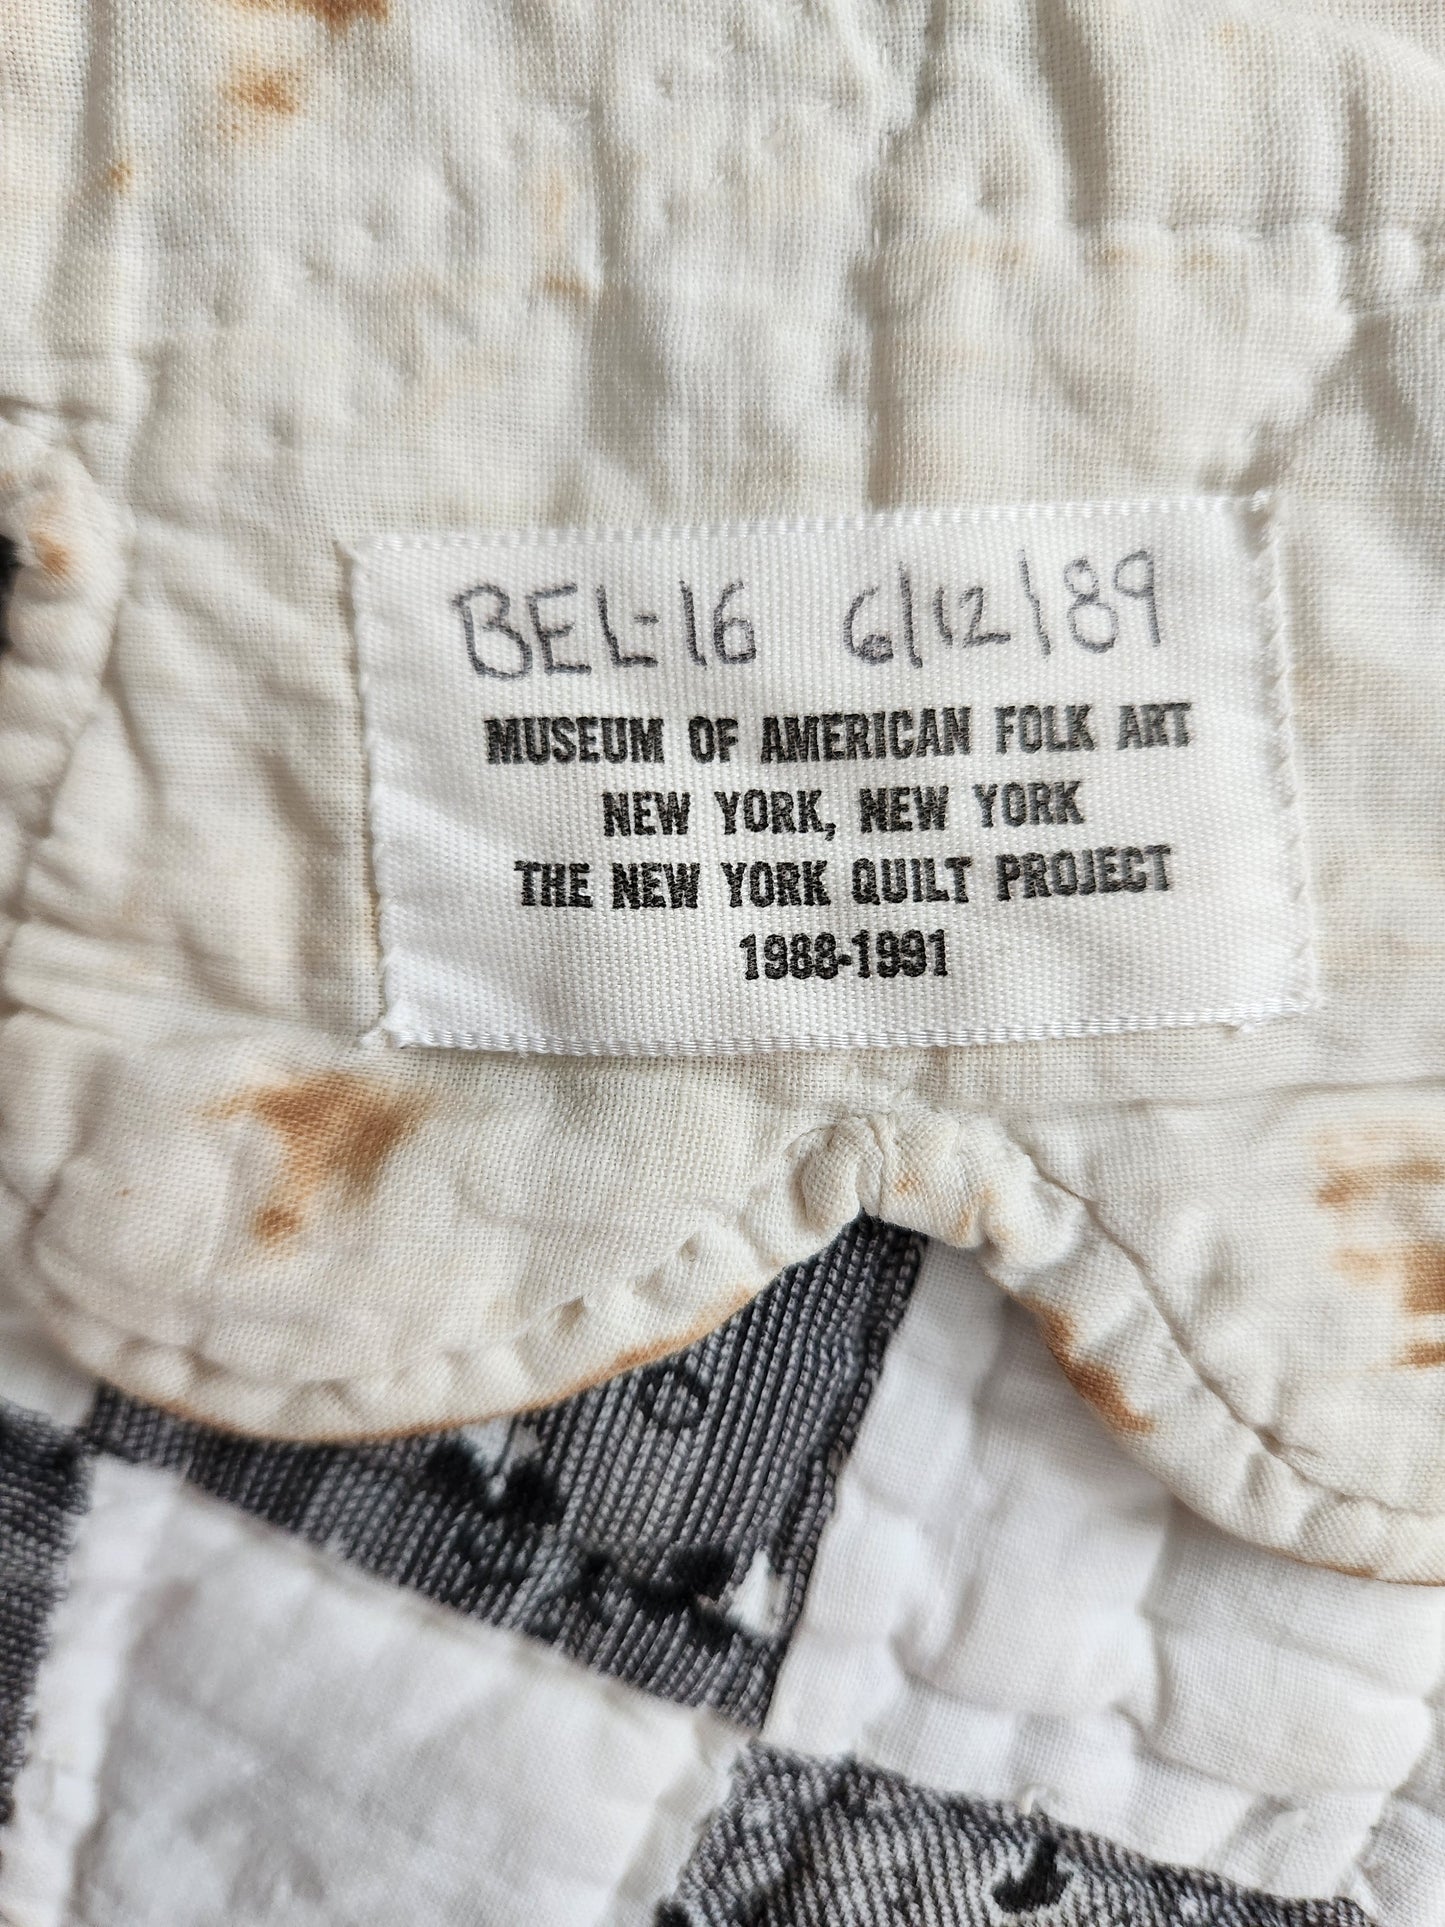 BEL-16 6/12/89
MUSEUM OF AMERICAN FOLK ART
NEW YORK, NEW YORK
THE NEW YORK QUILT PROJECT
1988-1991